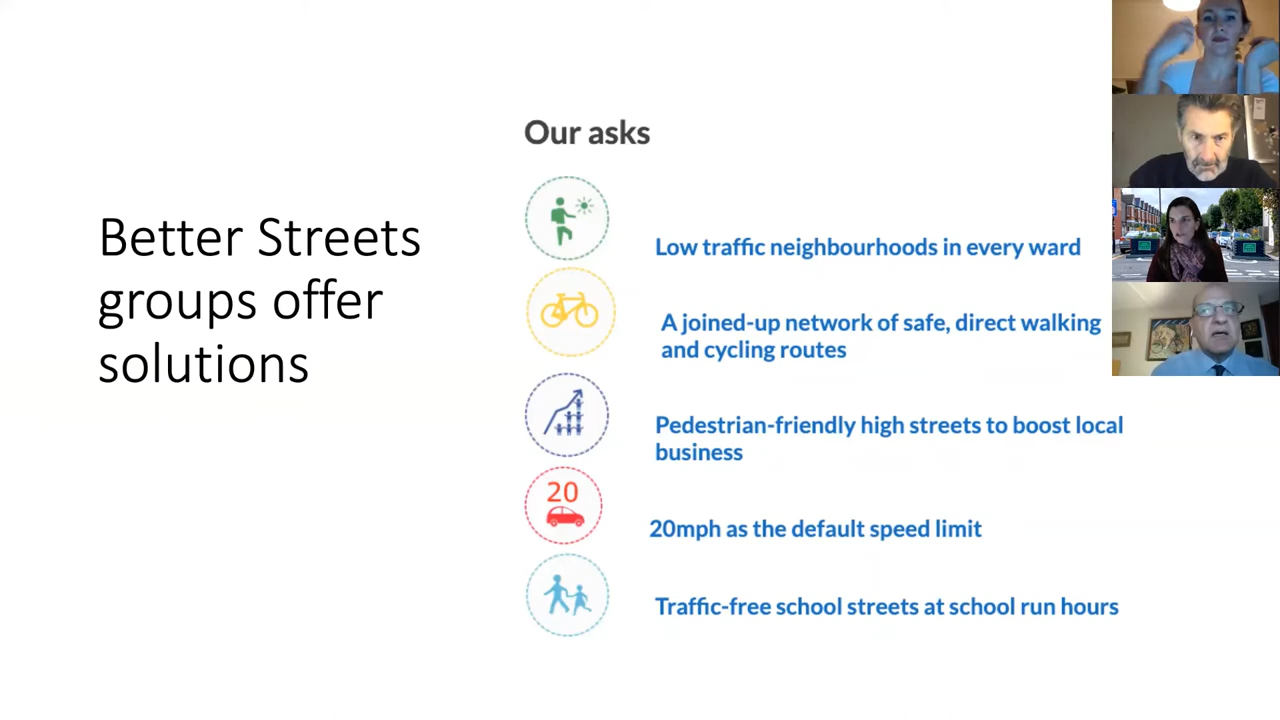 Better Streets
groups offer
solutions
Our asks
Low traffic neighbourhoods in every ward
A joined-up network of safe, direct walking
and cycling routes
Pedestrian-friendly high streets to boost local
business
20
20mph as the default speed limit
Traffic-free school streets at school run hours